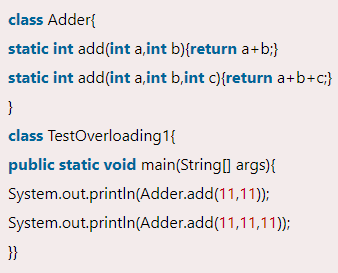 class Adder{
static int add(int a,int b){return a+b;}
static int add(int a,int b,int c){return a+b+c;}
}
class TestOverloading1{
public static void main(String[] args){
System.out.println(Adder.add(11,11));
System.out.println(Adder.add(11,11,11));
}}